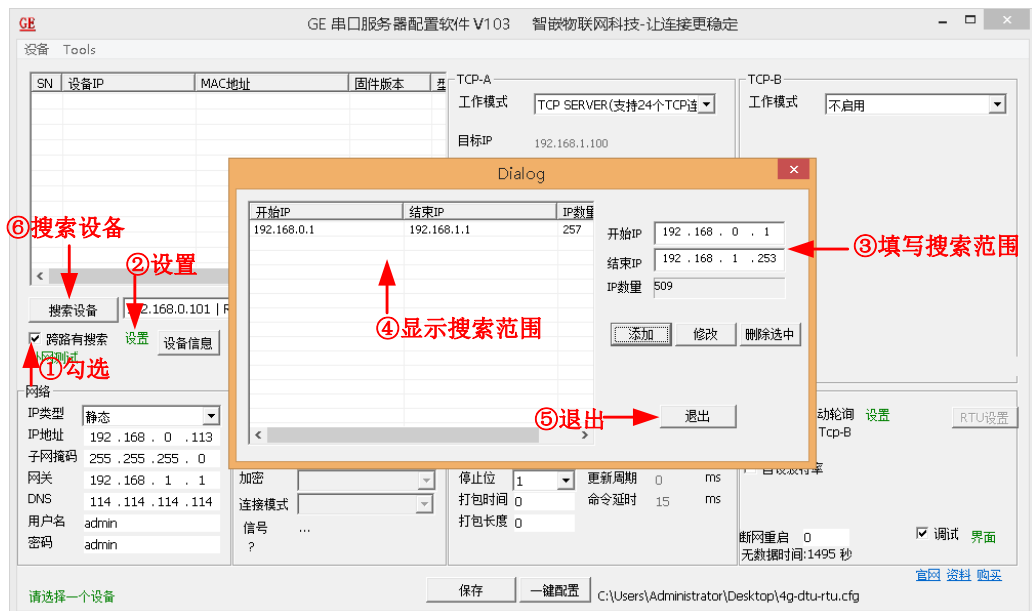 GE
GE 串口服务器配置软件 V103 智嵌物联网科技-让连接更稳定
设备 Tools
SN 设备IP MAC地址 固件版本 型
TCP-A
工作模式 TCP SERVER(支持24个TCP连
目标IP 192.168.1.100
TCP-B
工作模式 不启用
Dialog
开始IP 结束IP IP数量
192.168.0.1 192.168.1.1 257
开始IP 192 . 168 . 0 . 1
结束IP 192 . 168 . 1 . 253
IP数量 509
添加 修改 删除选中
退出
⑥搜索设备
②设置
③填写搜索范围
④显示搜索范围
①勾选
⑤退出
搜索设备 2.168.0.101 | R
跨路有搜索 设置 设备信息
外网测试
网络
IP类型 静态
IP地址 192 . 168 . 0 . 113
子网掩码 255 . 255 . 255 . 0
网关 192 . 168 . 1 . 1
DNS 114 . 114 . 114 . 114
用户名 admin
密码 admin
加密
连接模式
信号 ...
?
停止位 1 更新周期 0 ms
打包时间 0 命令延时 15 ms
打包长度 0
动轮询 设置 RTU设置
Tcp-B
断网重启 0 调试 界面
无数据时间:1495 秒
官网 资料 购买
请选择一个设备 保存 一键配置 C:\Users\Administrator\Desktop\4g-dtu-rtu.cfg